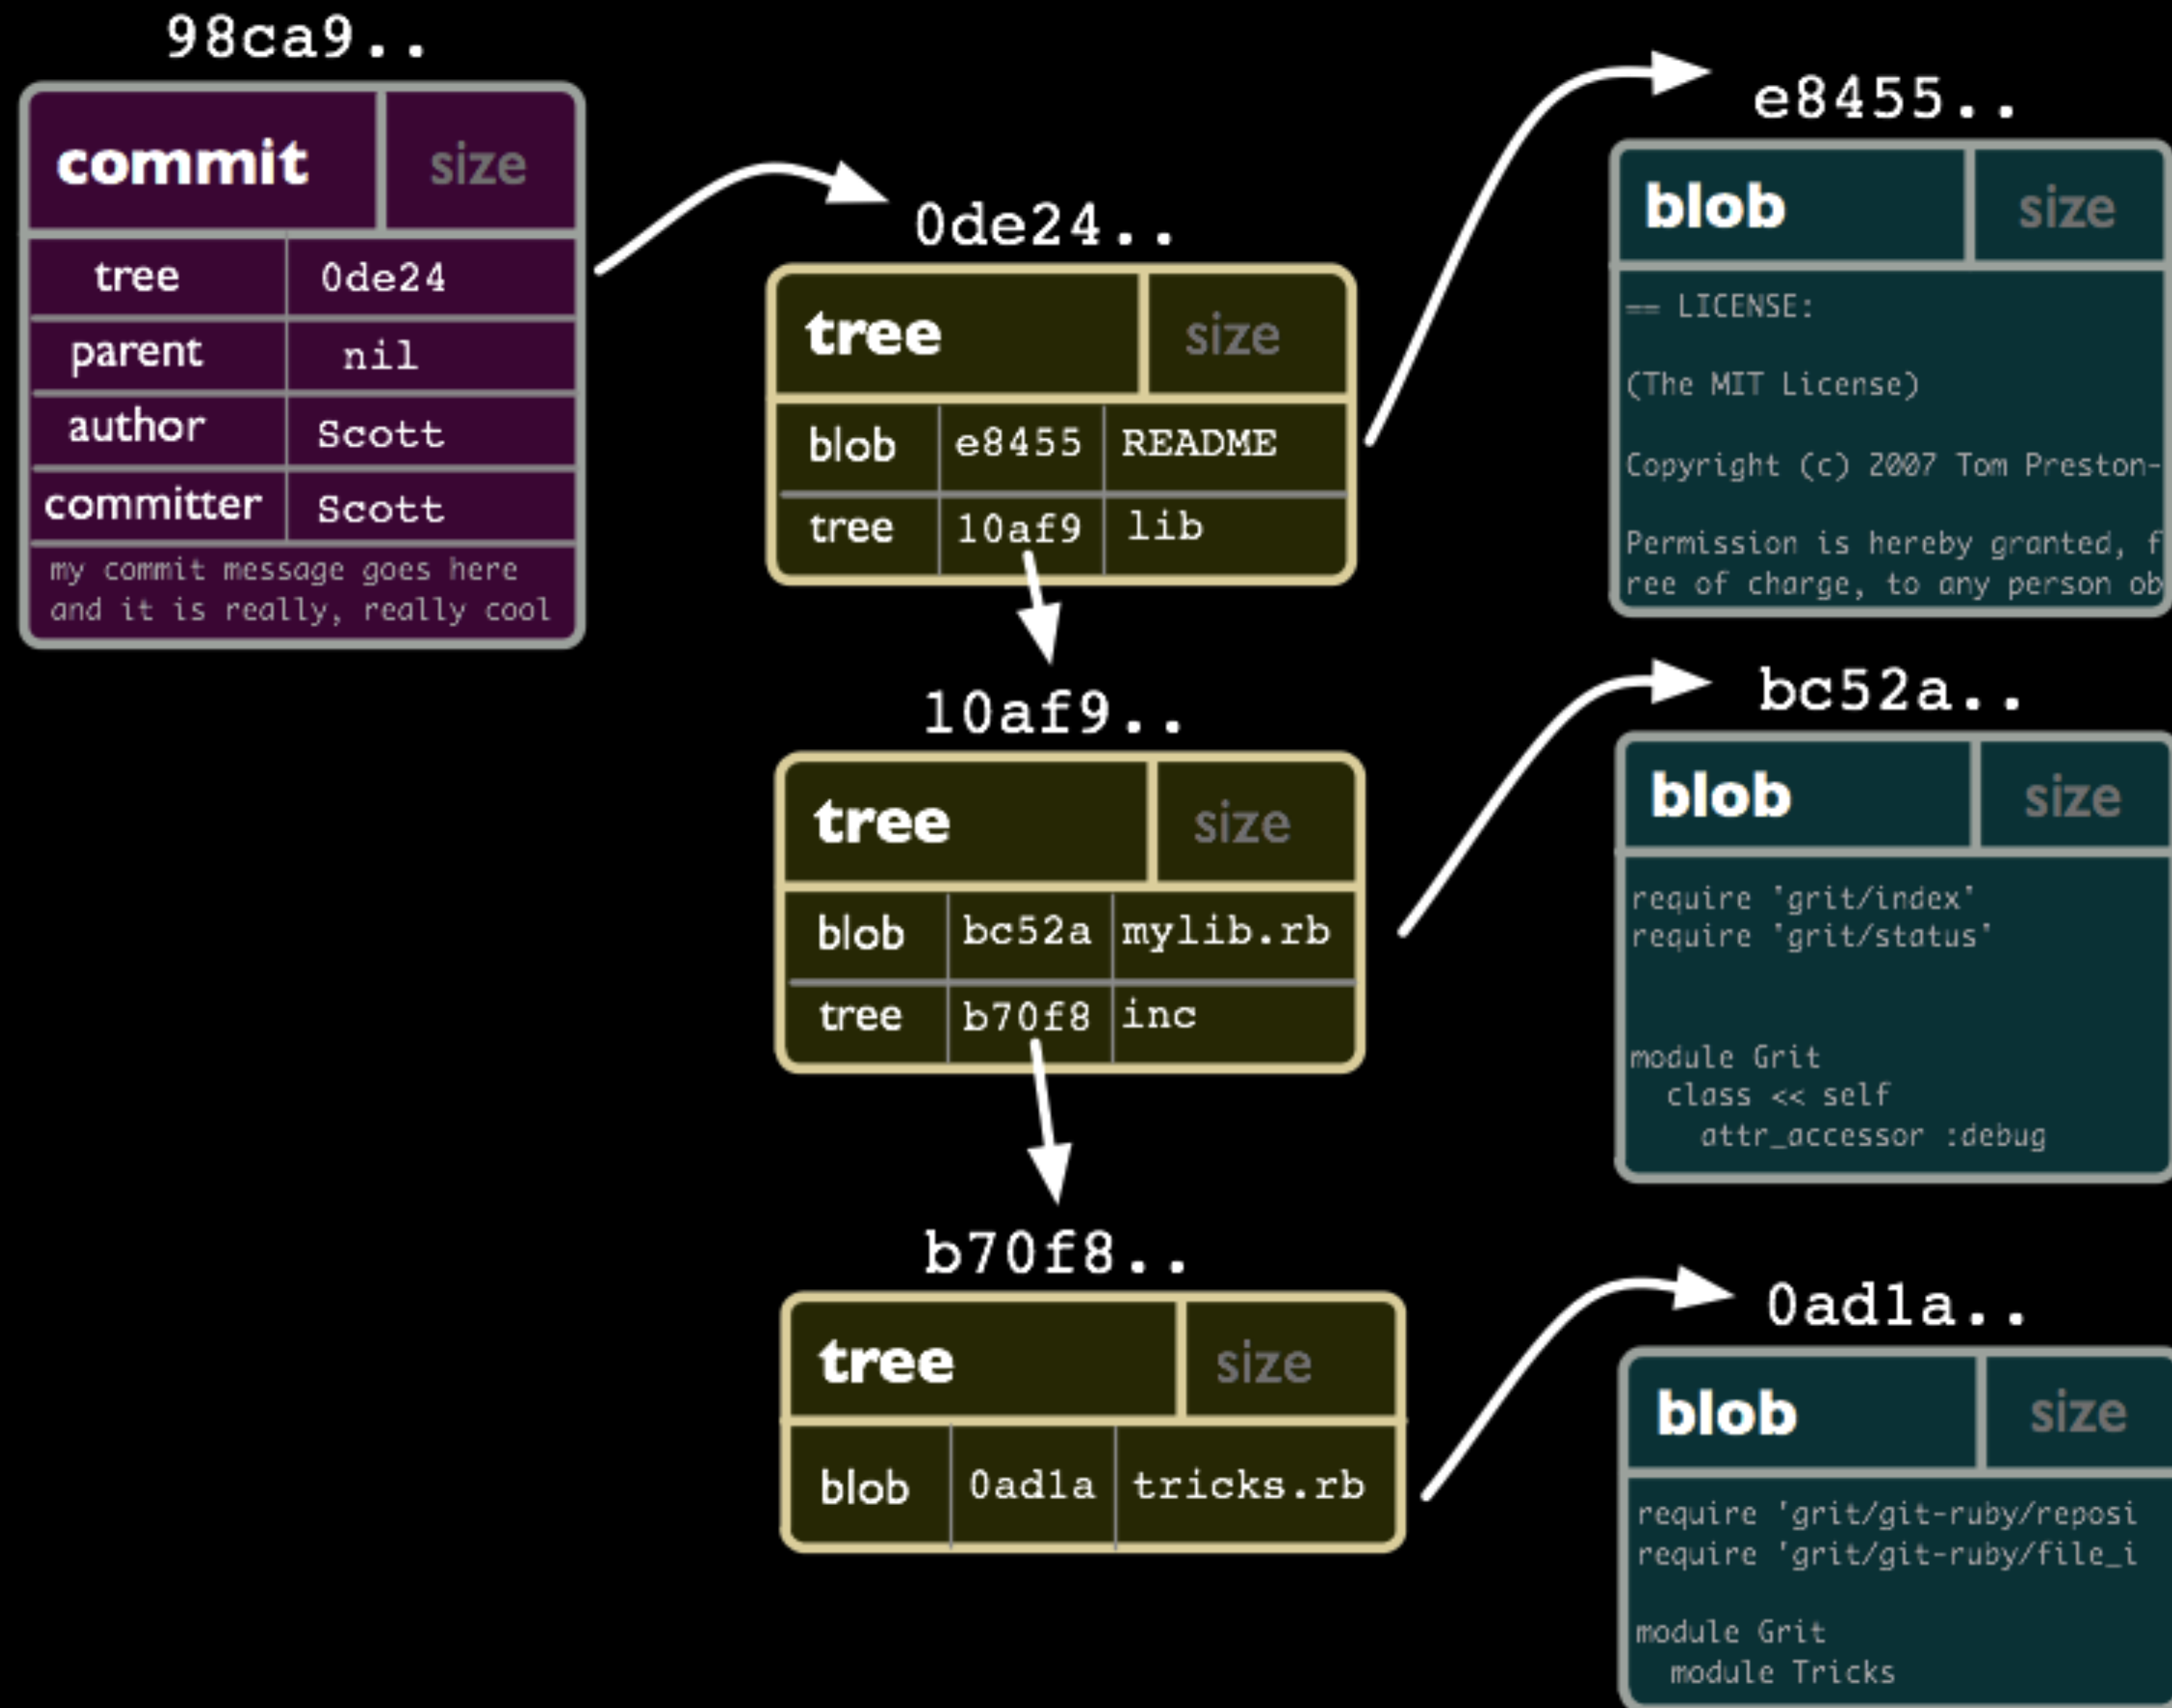 98ca9..
commit size
tree 0de24
parent nil
author Scott
committer Scott
my commit message goes here
and it is really, really cool
0de24..
tree size
blob e8455 README
tree 10af9 lib
10af9..
tree size
blob bc52a mylib.rb
tree b70f8 inc
b70f8..
tree size
blob 0ad1a tricks.rb
e8455..
blob size
== LICENSE:
(The MIT License)
Copyright (c) 2007 Tom Preston-
Permission is hereby granted, f
ree of charge, to any person ob
bc52a..
blob size
require 'grit/index'
require 'grit/status'
module Grit
class << self
attr_accessor :debug
0ad1a..
blob size
require 'grit/git-ruby/reposi
require 'grit/git-ruby/file_i
module Grit
module Tricks